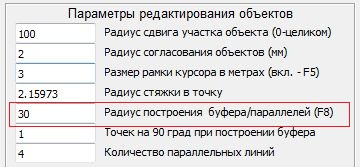 Параметры редактирования объектов
100 Радиус сдвига участка объекта (0-целиком)
2 Радиус согласования объектов (мм)
3 Размер рамки курсора в метрах (вкл. - F5)
2.15973 Радиус стяжки в точку
30 Радиус построения буфера/параллелей (F8)
1 Точек на 90 град при построении буфера
4 Количество параллельных линий